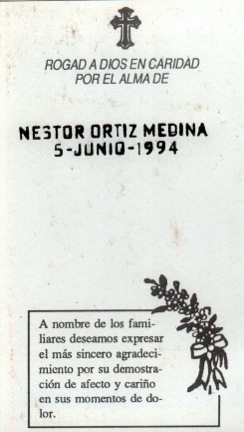 ROGAD A DIOS EN CARIDAD
POR EL ALMA DE
NESTOR ORTIZ MEDINA
5-JUNIO-1994
A nombre de los fami-
liares deseamos expresar
el más sincero agradeci-
miento por su demostra-
ción de afecto y cariño
en sus momentos de do-
lor.